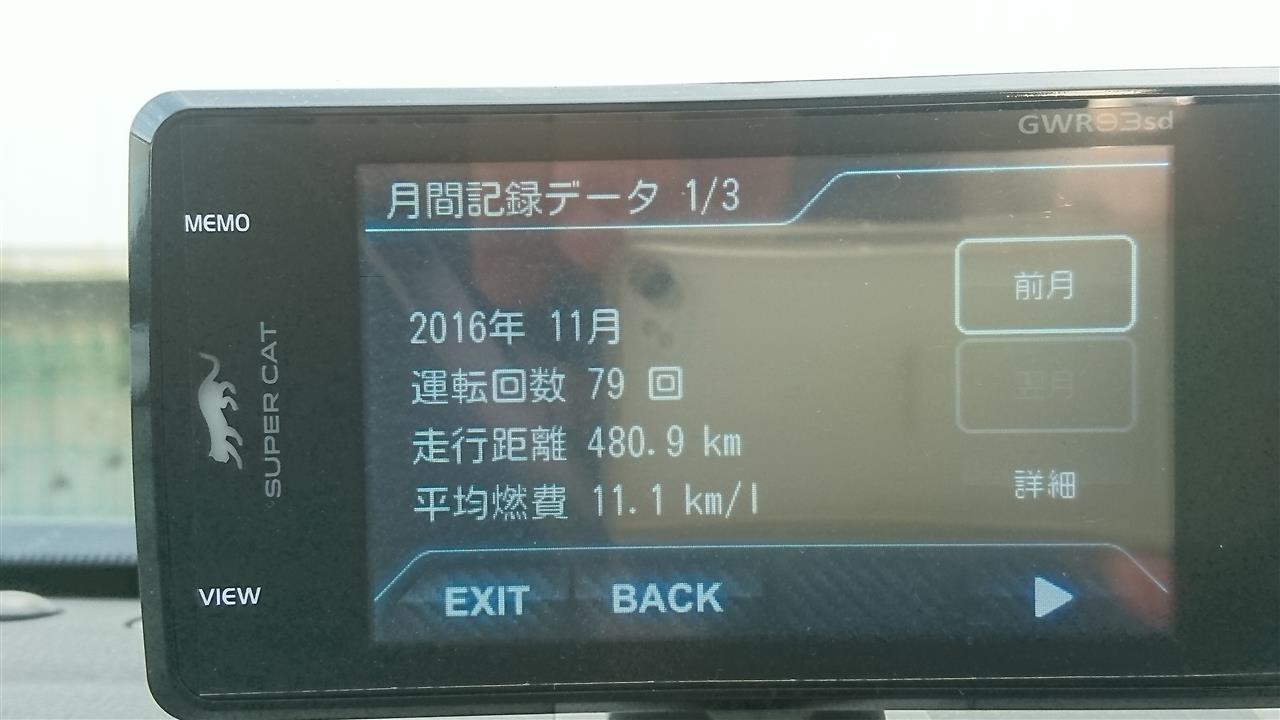 GWR93sd
月間記録データ 1/3
MEMO
前月
2016年 11月
運転回数 79 回
SUPER CAT
走行距離 480.9 km
詳細
平均燃費 11.1 km/l
VIEW
EXIT BACK